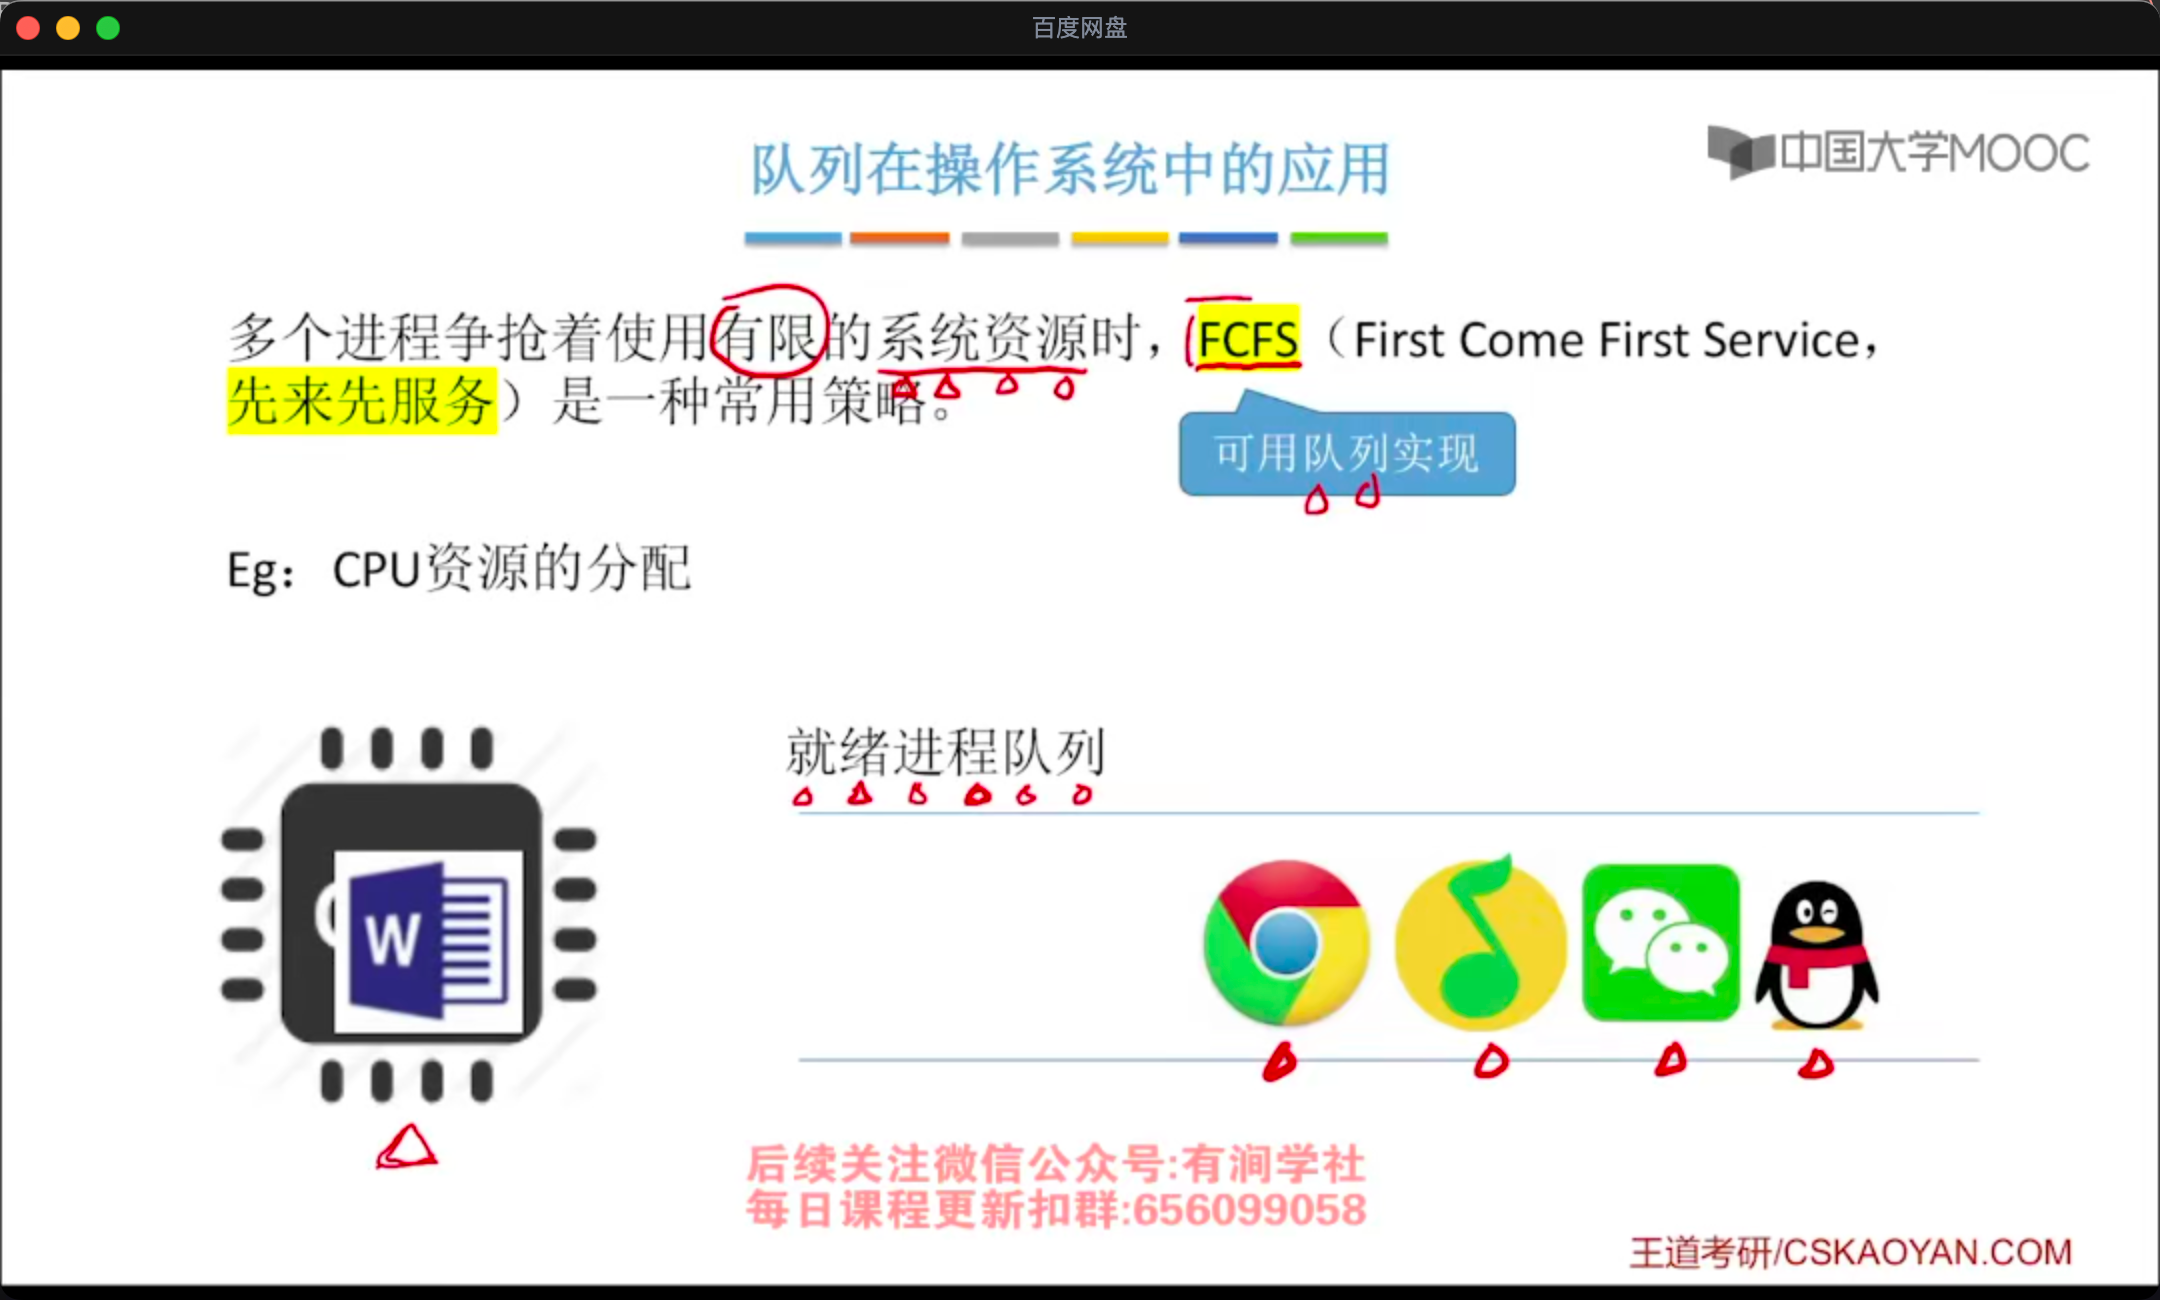 百度网盘
队列在操作系统中的应用
中国大学MOOC
多个进程争抢着使用有限的系统资源时，FCFS（First Come First Service，
先来先服务）是一种常用策略。
可用队列实现
Eg：CPU资源的分配
就绪进程队列
W
后续关注微信公众号:有涧学社
每日课程更新扣群:656099058
王道考研/CSKAOYAN.COM